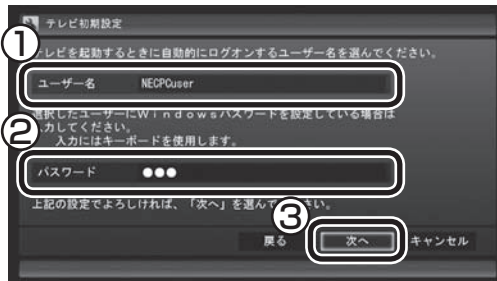 テレビ初期設定
①
テレビを起動するときに自動的にログオンするユーザー名を選んでください。
ユーザー名 NECPCuser
選択したユーザーにWindowsパスワードを設定している場合は
②
入力してください。
入力にはキーボードを使用します。
パスワード ●●●
上記の設定でよろしければ、「次へ」を選んでください。
③
戻る 次へ キャンセル